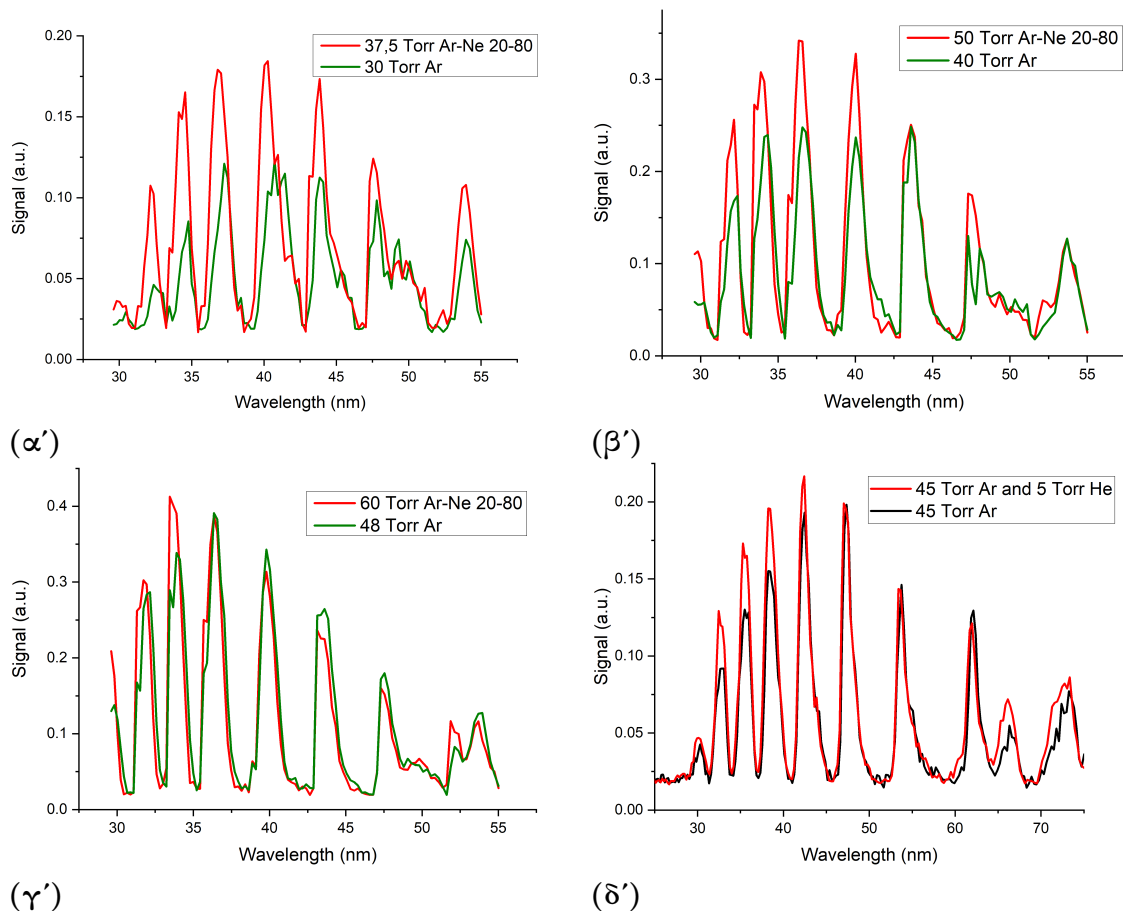 37,5 Torr Ar-Ne 20-80
30 Torr Ar
0.20
0.15
0.10
0.05
0.00
Signal (a.u.)
30 35 40 45 50 55
Wavelength (nm)
(α′)
50 Torr Ar-Ne 20-80
40 Torr Ar
0.3
0.2
0.1
0.0
Signal (a.u.)
30 35 40 45 50 55
Wavelength (nm)
(β′)
60 Torr Ar-Ne 20-80
48 Torr Ar
0.4
0.3
0.2
0.1
0.0
Signal (a.u.)
30 35 40 45 50 55
Wavelength (nm)
(γ′)
45 Torr Ar and 5 Torr He
45 Torr Ar
0.20
0.15
0.10
0.05
0.00
Signal (a.u.)
30 40 50 60 70
Wavelength (nm)
(δ′)